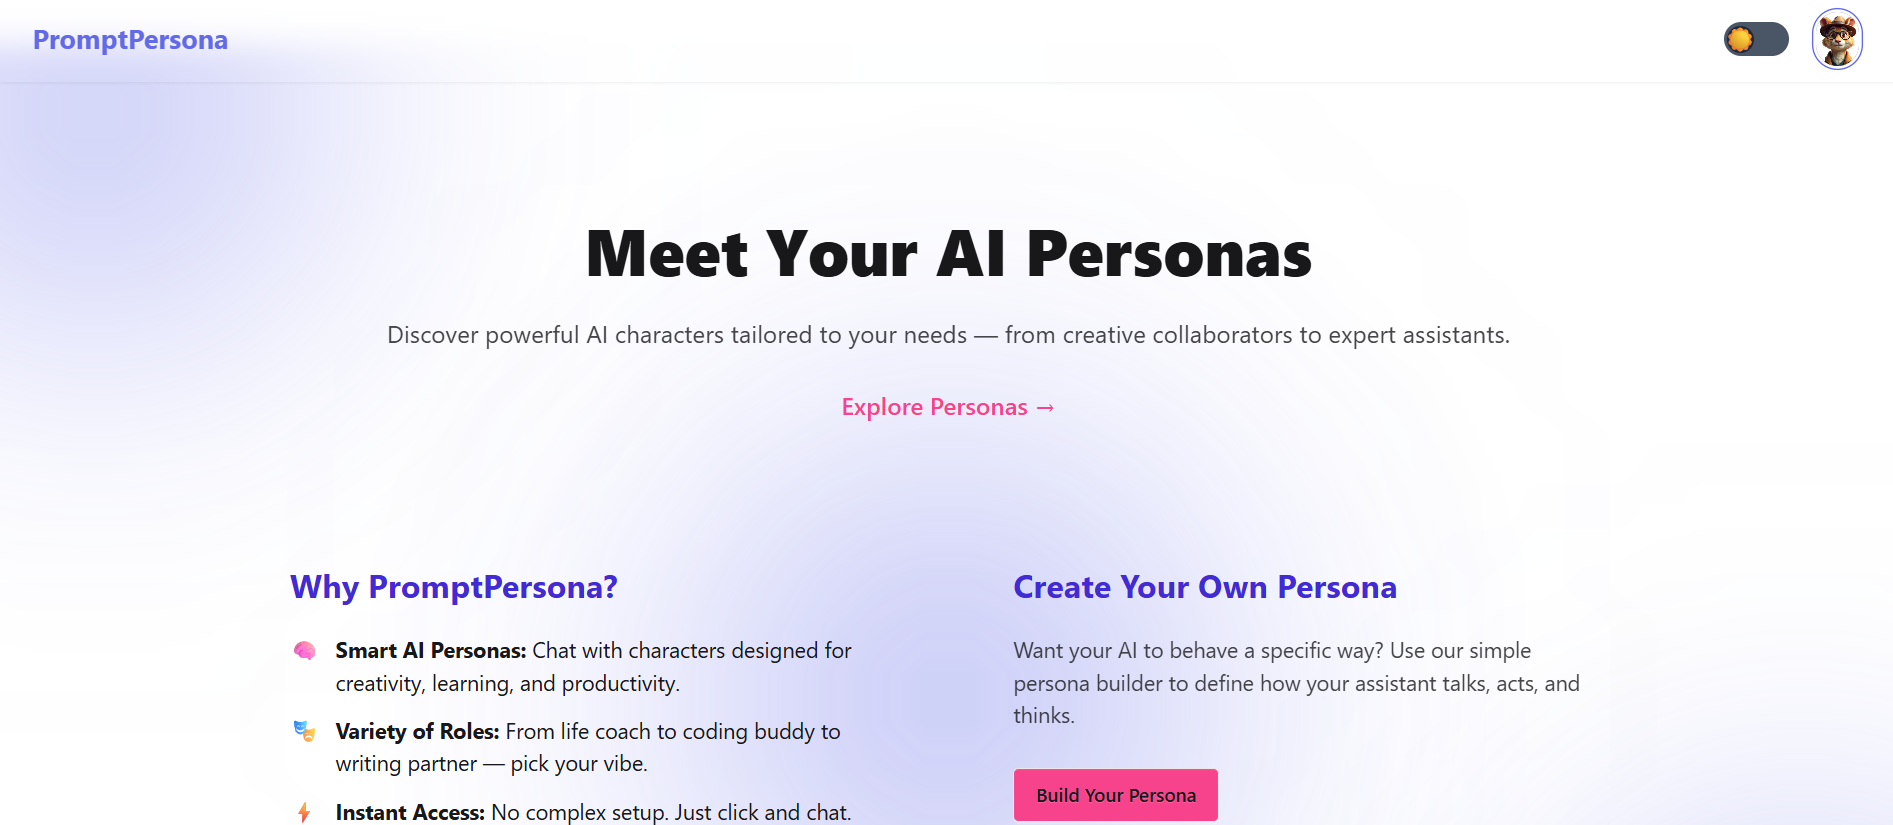 PromptPersona
Meet Your AI Personas
Discover powerful AI characters tailored to your needs — from creative collaborators to expert assistants.
Explore Personas →
Why PromptPersona?
Smart AI Personas: Chat with characters designed for
creativity, learning, and productivity.
Variety of Roles: From life coach to coding buddy to
writing partner — pick your vibe.
Instant Access: No complex setup. Just click and chat.
Create Your Own Persona
Want your AI to behave a specific way? Use our simple
persona builder to define how your assistant talks, acts, and
thinks.
Build Your Persona